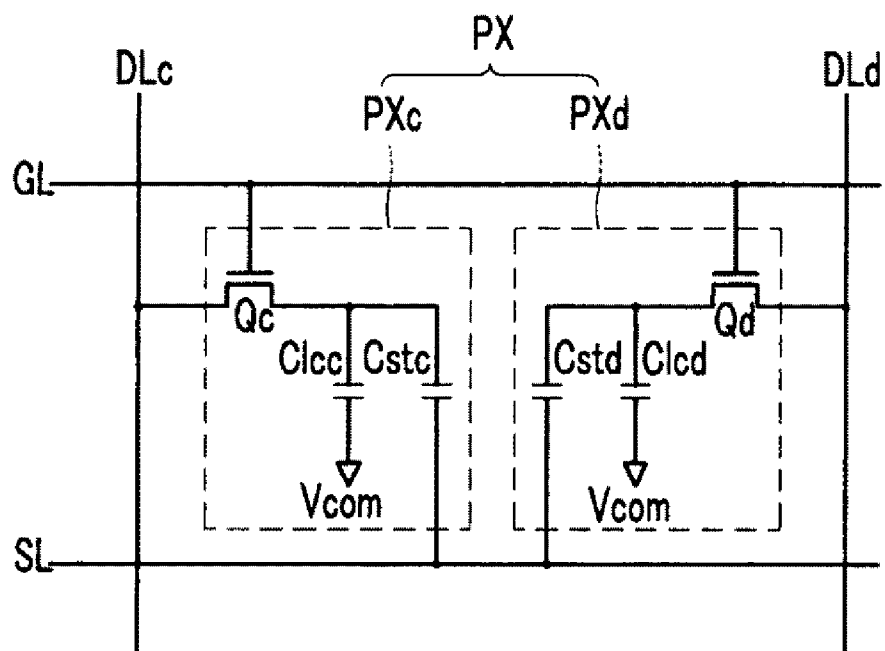 PX
DLc
DLd
PXc
PXd
GL
Qc
Qd
Clcc
Cstc
Cstd
Clcd
Vcom
Vcom
SL